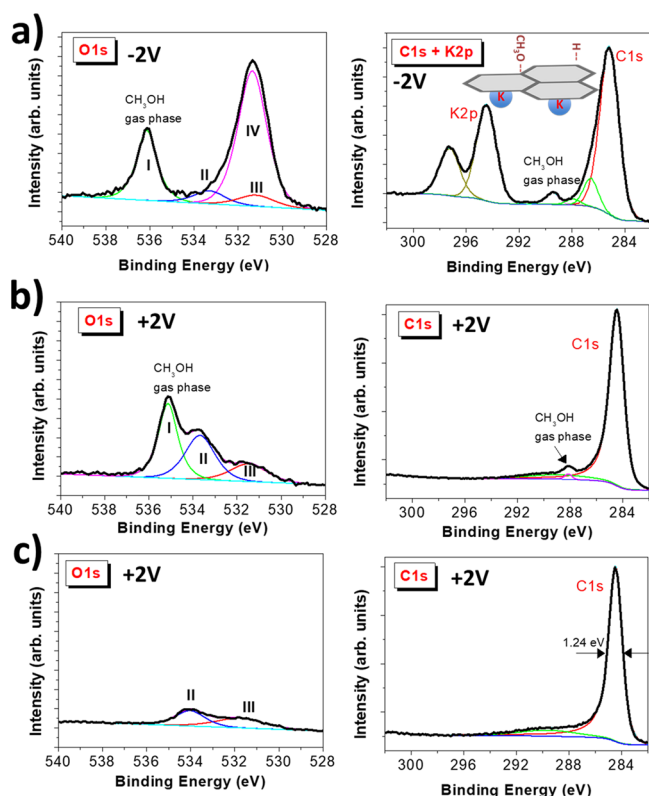 a)
O1s
-2V
CH3OH
gas phase
I
II
III
IV
Intensity (arb. units)
540 538 536 534 532 530 528
Binding Energy (eV)
C1s + K2p
-2V
CH3O
H
K
K
K2p
CH3OH
gas phase
C1s
Intensity (arb. units)
300 296 292 288 284
Binding Energy (eV)
b)
O1s
+2V
CH3OH
gas phase
I
II
III
Intensity (arb. units)
540 538 536 534 532 530 528
Binding Energy (eV)
C1s
+2V
C1s
CH3OH
gas phase
Intensity (arb. units)
300 296 292 288 284
Binding Energy (eV)
c)
O1s
+2V
II
III
Intensity (arb. units)
540 538 536 534 532 530 528
Binding Energy (eV)
C1s
+2V
C1s
1.24 eV
Intensity (arb. units)
300 296 292 288 284
Binding Energy (eV)